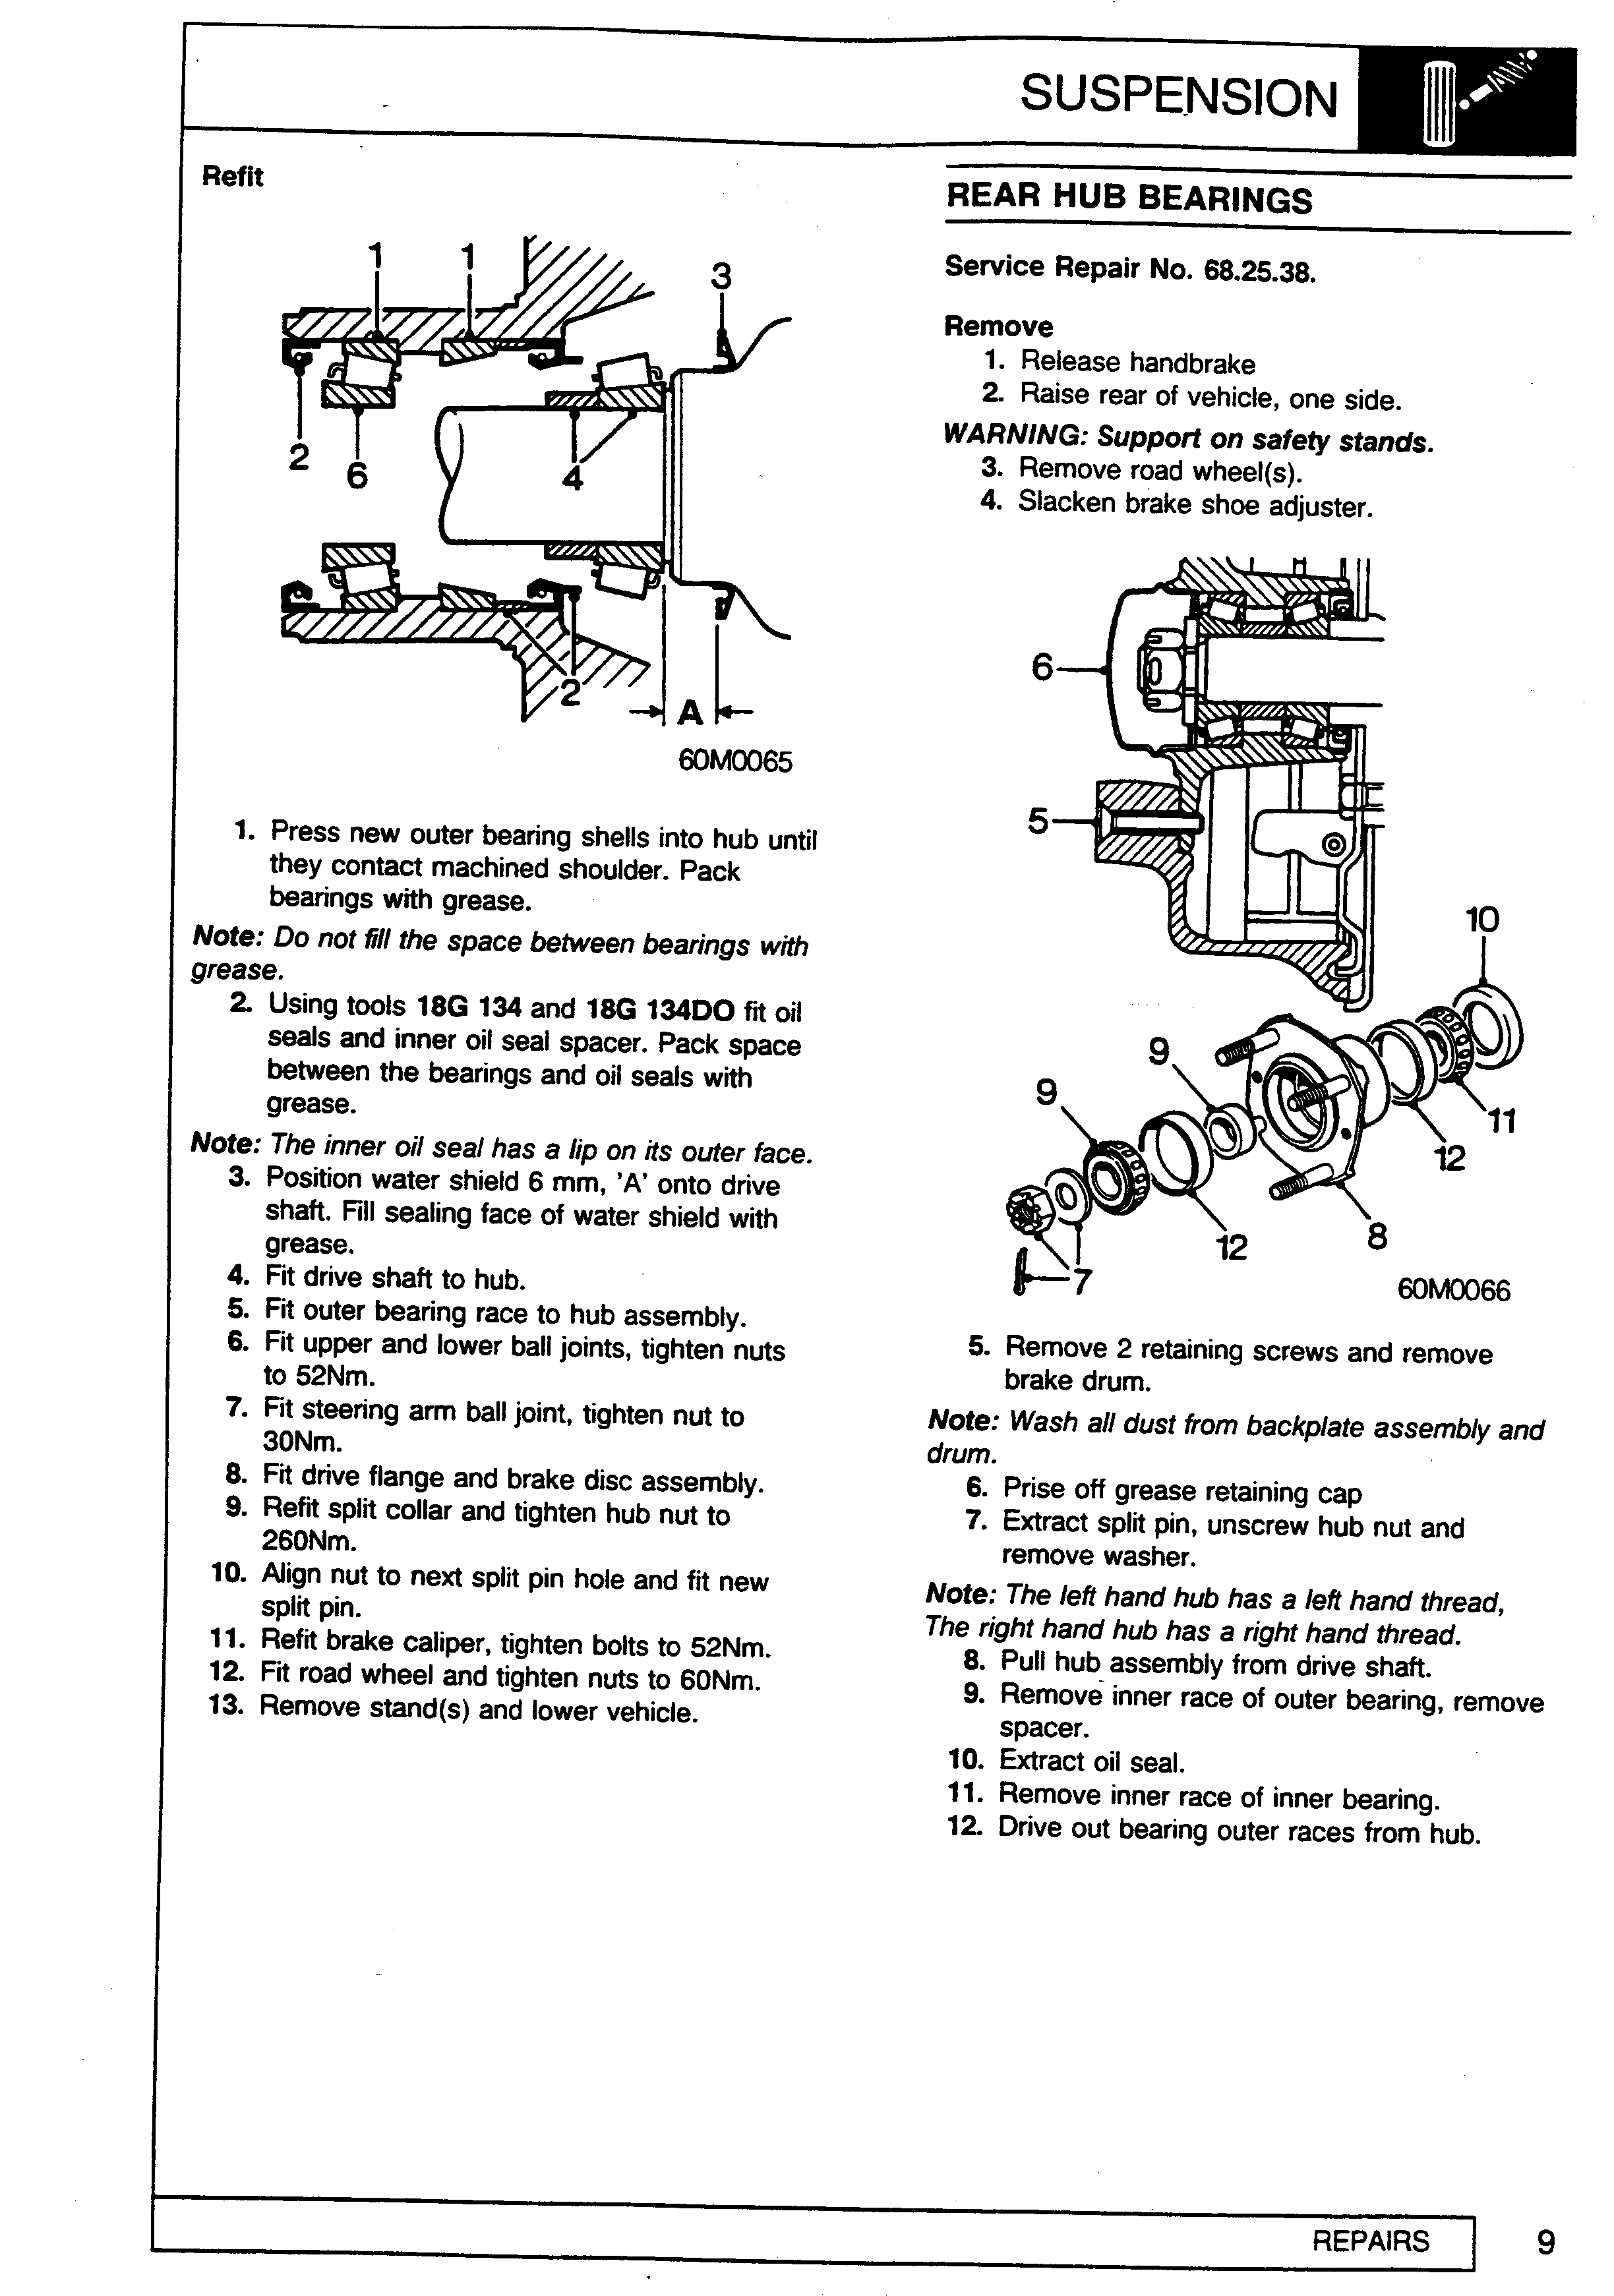 SUSPENSION
Refit
1 1 3
2 6 4
2
A
60M0065
1. Press new outer bearing shells into hub until
they contact machined shoulder. Pack
bearings with grease.
Note: Do not fill the space between bearings with
grease.
2. Using tools 18G 134 and 18G 134DO fit oil
seals and inner oil seal spacer. Pack space
between the bearings and oil seals with
grease.
Note: The inner oil seal has a lip on its outer face.
3. Position water shield 6 mm, 'A' onto drive
shaft. Fill sealing face of water shield with
grease.
4. Fit drive shaft to hub.
5. Fit outer bearing race to hub assembly.
6. Fit upper and lower ball joints, tighten nuts
to 52Nm.
7. Fit steering arm ball joint, tighten nut to
30Nm.
8. Fit drive flange and brake disc assembly.
9. Refit split collar and tighten hub nut to
260Nm.
10. Align nut to next split pin hole and fit new
split pin.
11. Refit brake caliper, tighten bolts to 52Nm.
12. Fit road wheel and tighten nuts to 60Nm.
13. Remove stand(s) and lower vehicle.
REAR HUB BEARINGS
Service Repair No. 68.25.38.
Remove
1. Release handbrake
2. Raise rear of vehicle, one side.
WARNING: Support on safety stands.
3. Remove road wheel(s).
4. Slacken brake shoe adjuster.
6
5
10
9
9
11
12
12
8
7
60M0066
5. Remove 2 retaining screws and remove
brake drum.
Note: Wash all dust from backplate assembly and
drum.
6. Prise off grease retaining cap
7. Extract split pin, unscrew hub nut and
remove washer.
Note: The left hand hub has a left hand thread,
The right hand hub has a right hand thread.
8. Pull hub assembly from drive shaft.
9. Remove inner race of outer bearing, remove
spacer.
10. Extract oil seal.
11. Remove inner race of inner bearing.
12. Drive out bearing outer races from hub.
REPAIRS
9